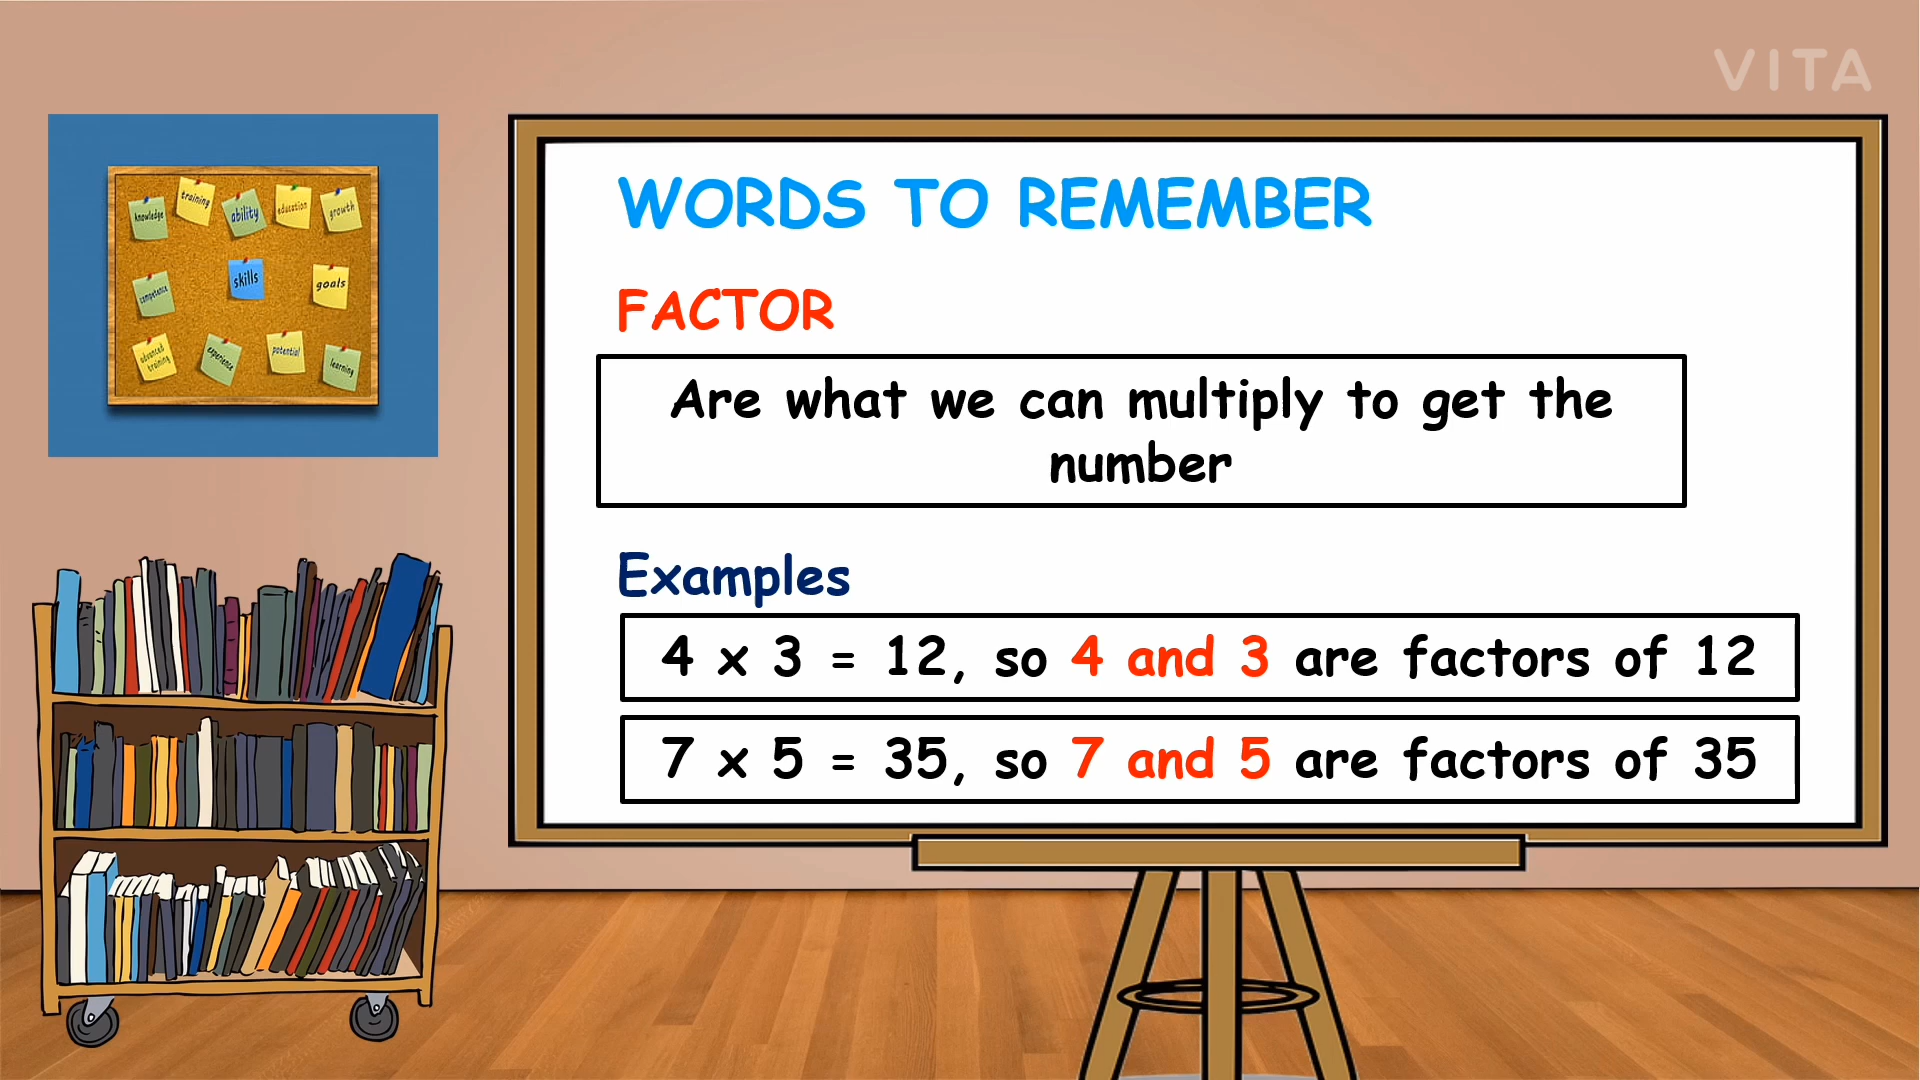 VITA
knowledge
training
ability
education
growth
competence
skills
goals
advanced
training
experience
potential
learning
WORDS TO REMEMBER
FACTOR
Are what we can multiply to get the
number
Examples
4 x 3 = 12, so 4 and 3 are factors of 12
7 x 5 = 35, so 7 and 5 are factors of 35